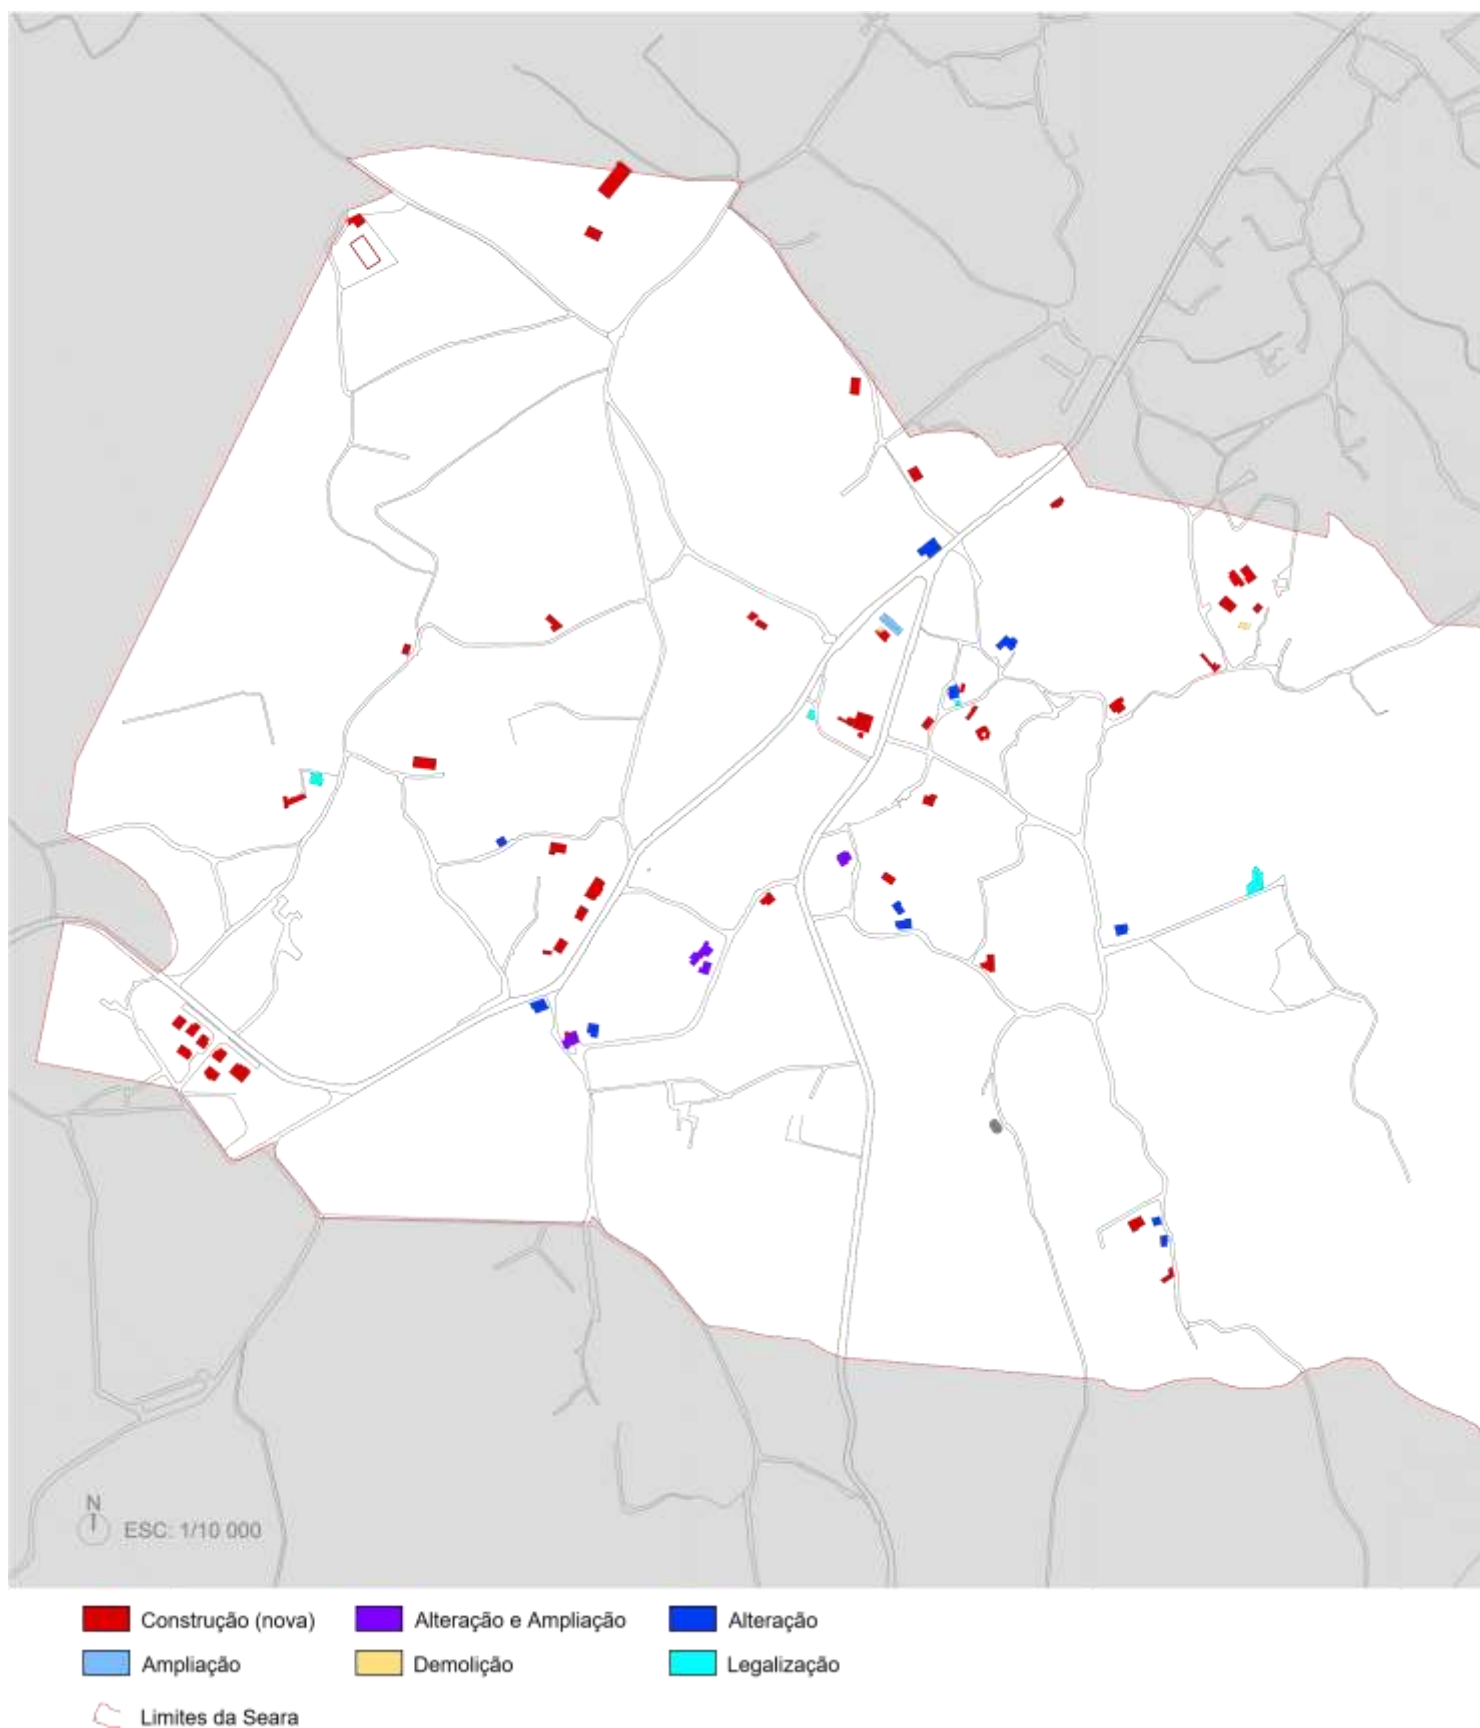 N
ESC: 1/10 000
Construção (nova)
Alteração e Ampliação
Alteração
Ampliação
Demolição
Legalização
Limites da Seara